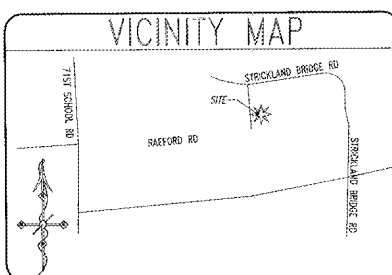 VICINITY MAP
STRICKLAND BRIDGE RD
71ST SCHOOL RD
SITE
RAEFORD RD
STRICKLAND BRIDGE RD